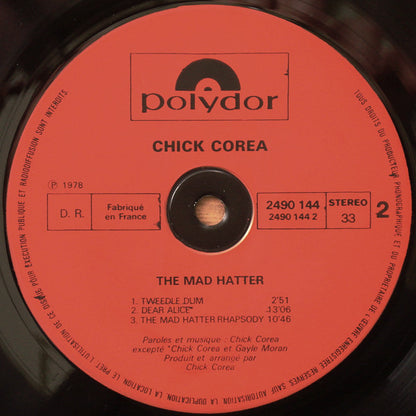 polydor
CHICK COREA
℗ 1978
D. R.
Fabriqué
en France
2490 144
2490 144 2
STEREO
33
2
THE MAD HATTER
1. TWEEDLE DUM 2'51
2. DEAR ALICE 13'06
3. THE MAD HATTER RHAPSODY 10'46
Paroles et musique : Chick Corea
excepté "Chick Corea et Gayle Moran
Produit et arrangé par
Chick Corea
TOUS DROITS DU PRODUCTEUR ET DU PROPRIETAIRE DE L'ŒUVRE ENREGISTREE RESERVES. SAUF AUTORISATION LA DUPLICATION, LA LOCATION, LE PRET, L'UTILISATION DE CE DISQUE POUR EXECUTION PUBLIQUE ET RADIODIFFUSION SONT INTERDITS.